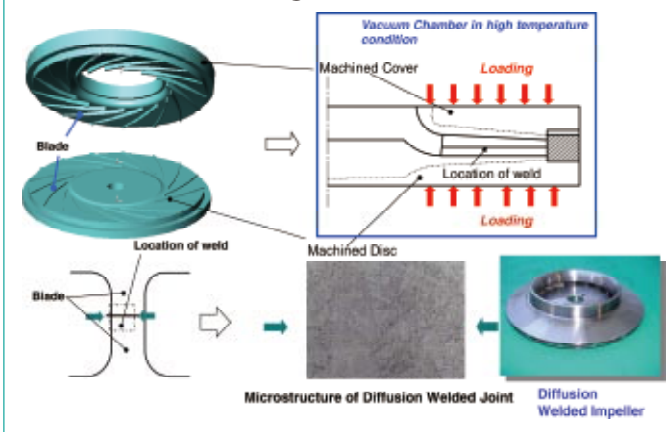 Vacuum Chamber in high temperature
condition
Machined Cover
Loading
Blade
Location of weld
Loading
Machined Disc
Location of weld
Blade
Microstructure of Diffusion Welded Joint
Diffusion
Welded Impeller